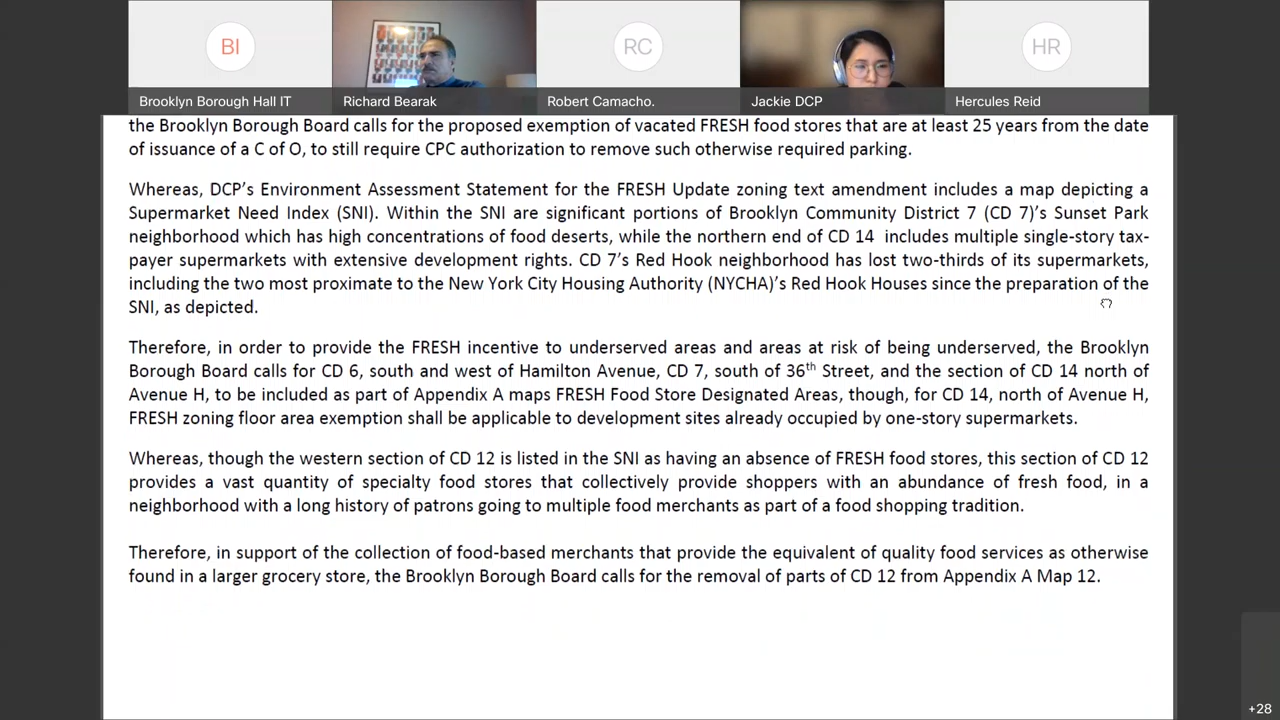 BI
RC
HR
Brooklyn Borough Hall IT
Richard Bearak
Robert Camacho.
Jackie DCP
Hercules Reid
the Brooklyn Borough Board calls for the proposed exemption of vacated FRESH food stores that are at least 25 years from the date
of issuance of a C of O, to still require CPC authorization to remove such otherwise required parking.
Whereas, DCP's Environment Assessment Statement for the FRESH Update zoning text amendment includes a map depicting a
Supermarket Need Index (SNI). Within the SNI are significant portions of Brooklyn Community District 7 (CD 7)'s Sunset Park
neighborhood which has high concentrations of food deserts, while the northern end of CD 14 includes multiple single-story tax-
payer supermarkets with extensive development rights. CD 7's Red Hook neighborhood has lost two-thirds of its supermarkets,
including the two most proximate to the New York City Housing Authority (NYCHA)'s Red Hook Houses since the preparation of the
SNI, as depicted.
Therefore, in order to provide the FRESH incentive to underserved areas and areas at risk of being underserved, the Brooklyn
Borough Board calls for CD 6, south and west of Hamilton Avenue, CD 7, south of 36th Street, and the section of CD 14 north of
Avenue H, to be included as part of Appendix A maps FRESH Food Store Designated Areas, though, for CD 14, north of Avenue H,
FRESH zoning floor area exemption shall be applicable to development sites already occupied by one-story supermarkets.
Whereas, though the western section of CD 12 is listed in the SNI as having an absence of FRESH food stores, this section of CD 12
provides a vast quantity of specialty food stores that collectively provide shoppers with an abundance of fresh food, in a
neighborhood with a long history of patrons going to multiple food merchants as part of a food shopping tradition.
Therefore, in support of the collection of food-based merchants that provide the equivalent of quality food services as otherwise
found in a larger grocery store, the Brooklyn Borough Board calls for the removal of parts of CD 12 from Appendix A Map 12.
+28